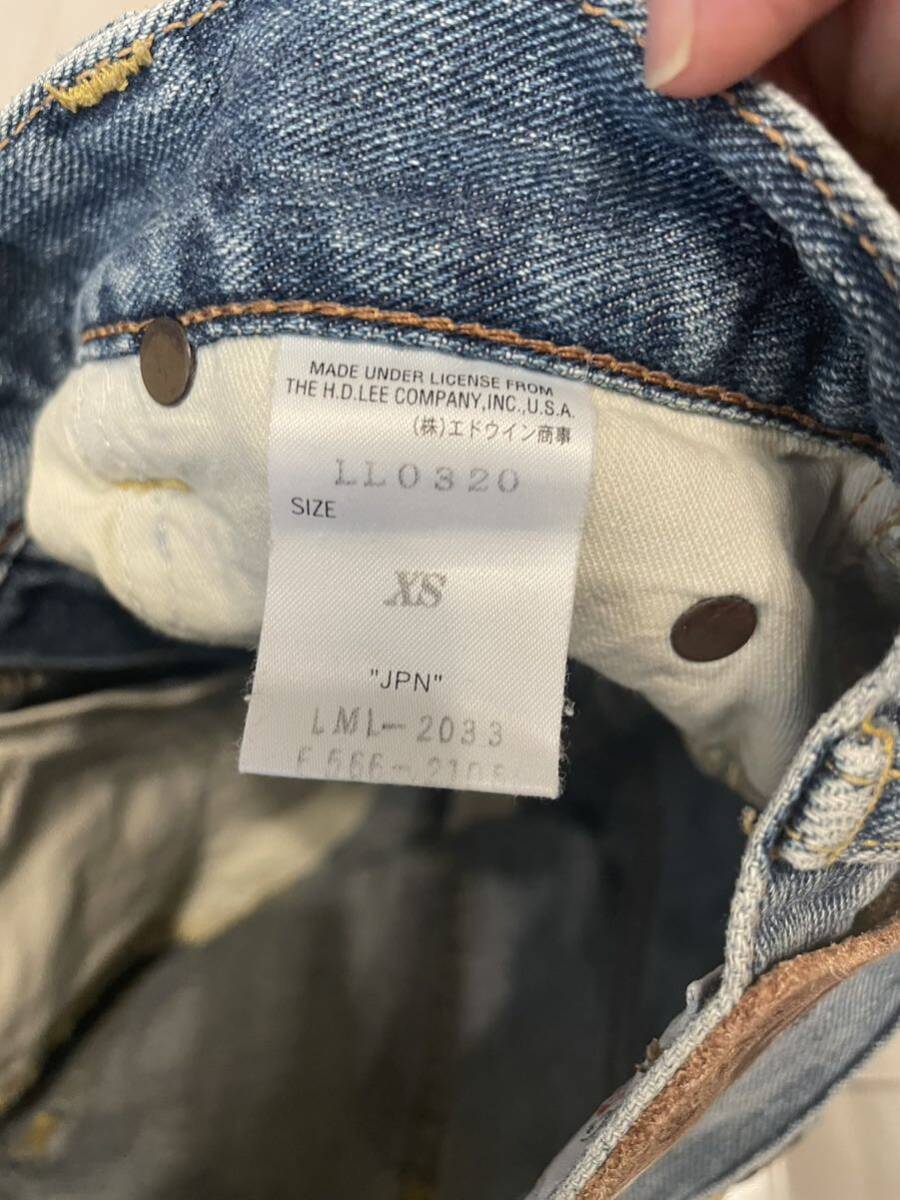 MADE UNDER LICENSE FROM
THE H.D.LEE COMPANY,INC.,U.S.A.
(株)エドウイン商事
LL0320
SIZE
XS
"JPN"
LML-2033